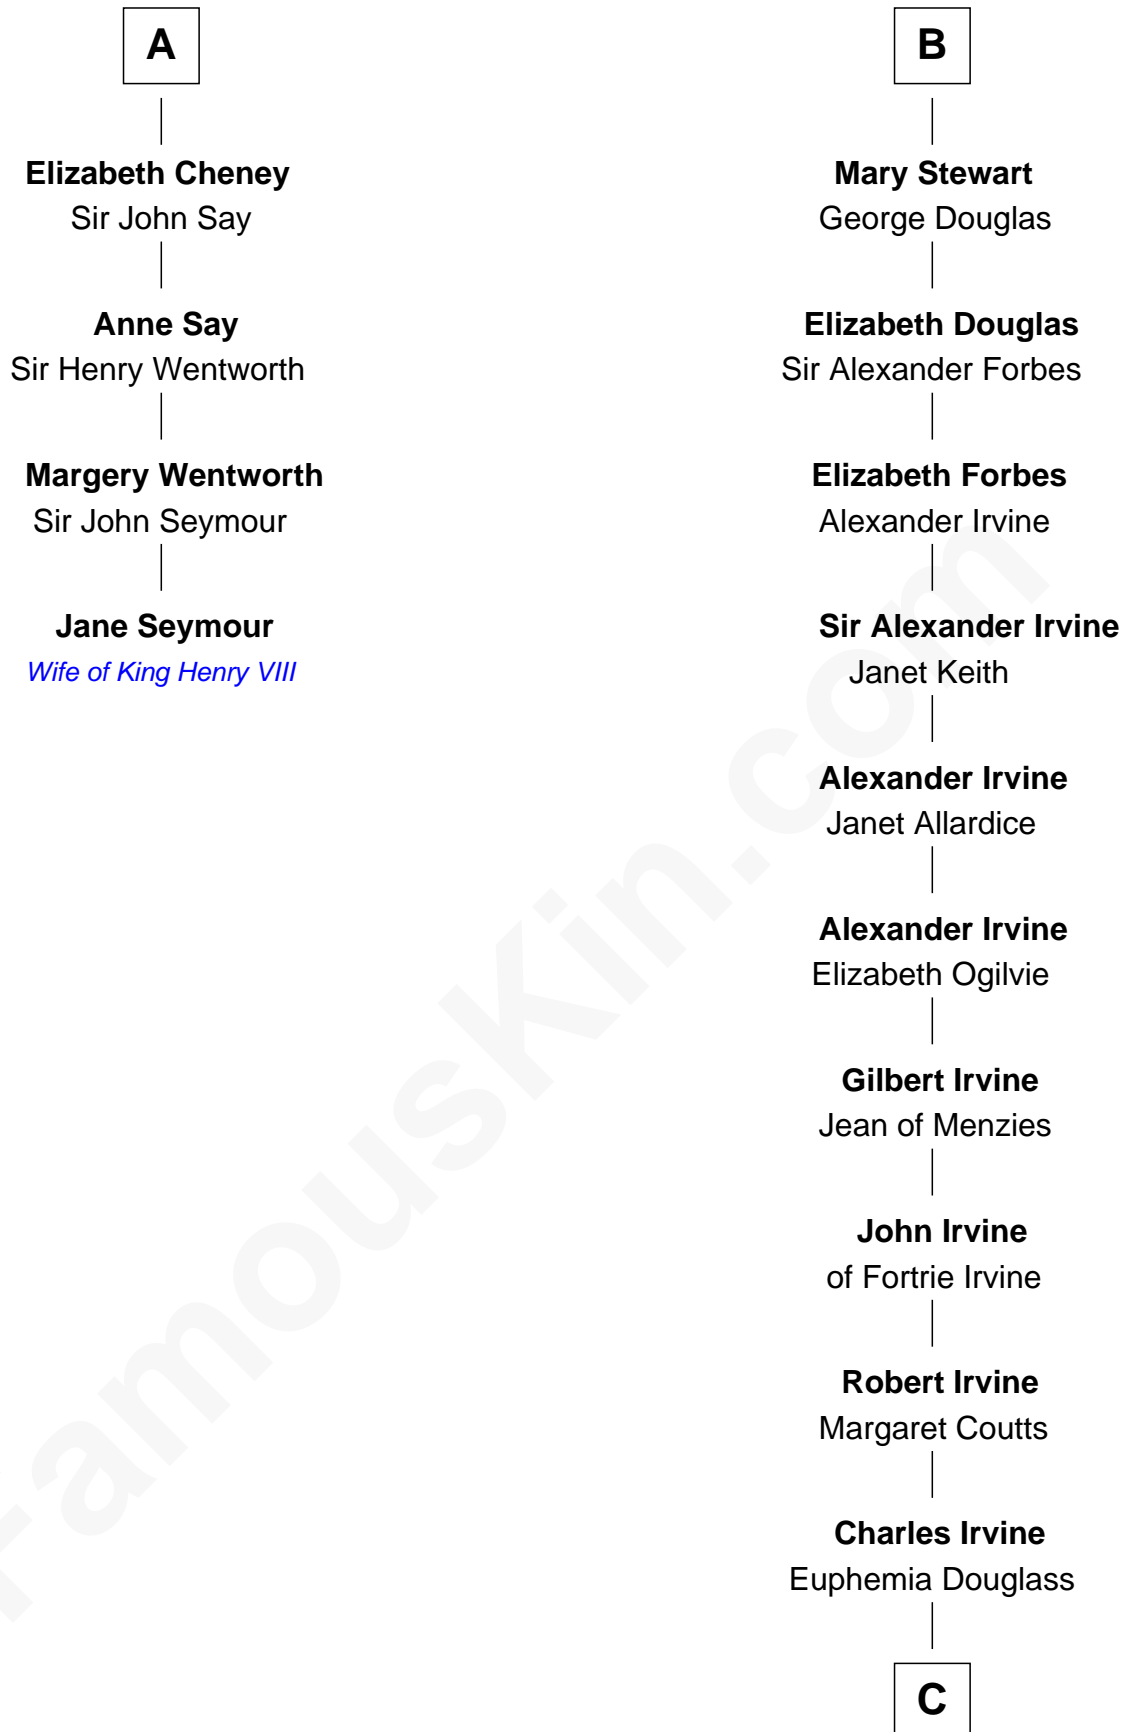 A
Elizabeth Cheney
Sir John Say
Anne Say
Sir Henry Wentworth
Margery Wentworth
Sir John Seymour
Jane Seymour
Wife of King Henry VIII
B
Mary Stewart
George Douglas
Elizabeth Douglas
Sir Alexander Forbes
Elizabeth Forbes
Alexander Irvine
Sir Alexander Irvine
Janet Keith
Alexander Irvine
Janet Allardice
Alexander Irvine
Elizabeth Ogilvie
Gilbert Irvine
Jean of Menzies
John Irvine
of Fortrie Irvine
Robert Irvine
Margaret Coutts
Charles Irvine
Euphemia Douglass
C
FamousKin.com